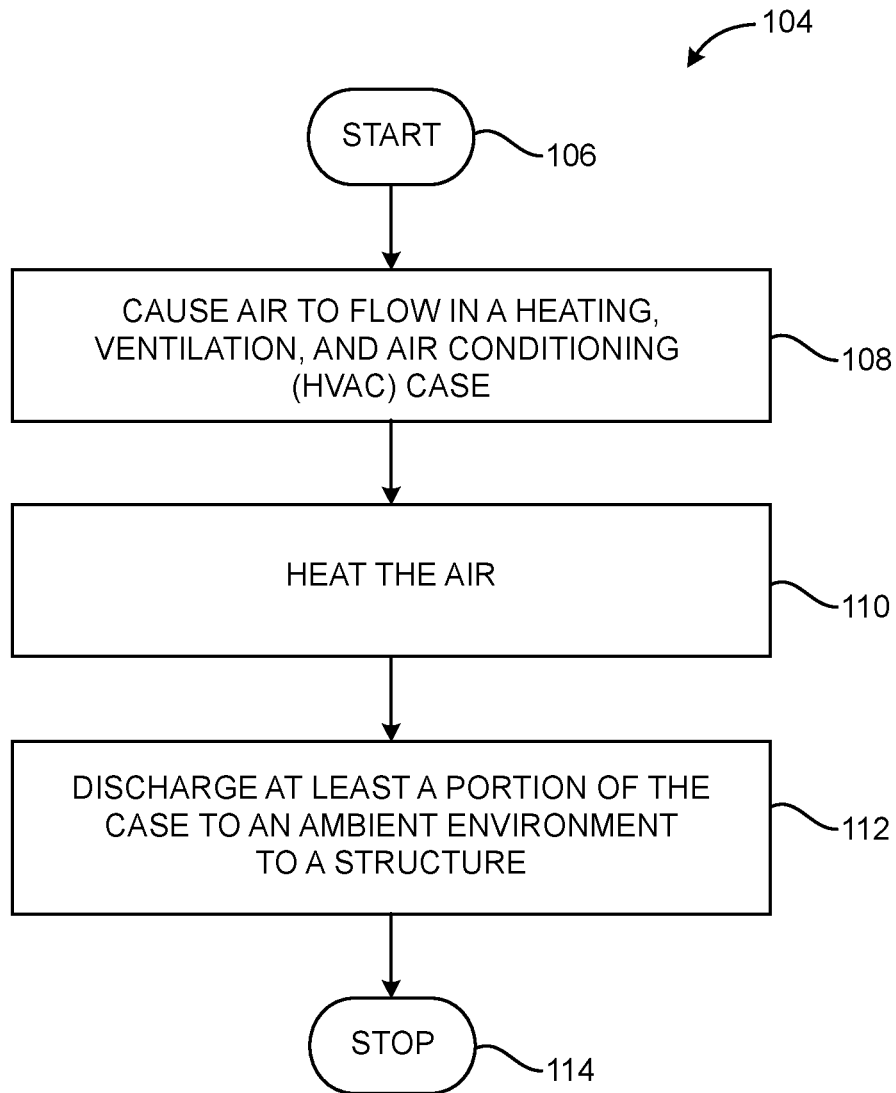 104
START
106
CAUSE AIR TO FLOW IN A HEATING,
VENTILATION, AND AIR CONDITIONING
(HVAC) CASE
108
HEAT THE AIR
110
DISCHARGE AT LEAST A PORTION OF THE
CASE TO AN AMBIENT ENVIRONMENT
TO A STRUCTURE
112
STOP
114